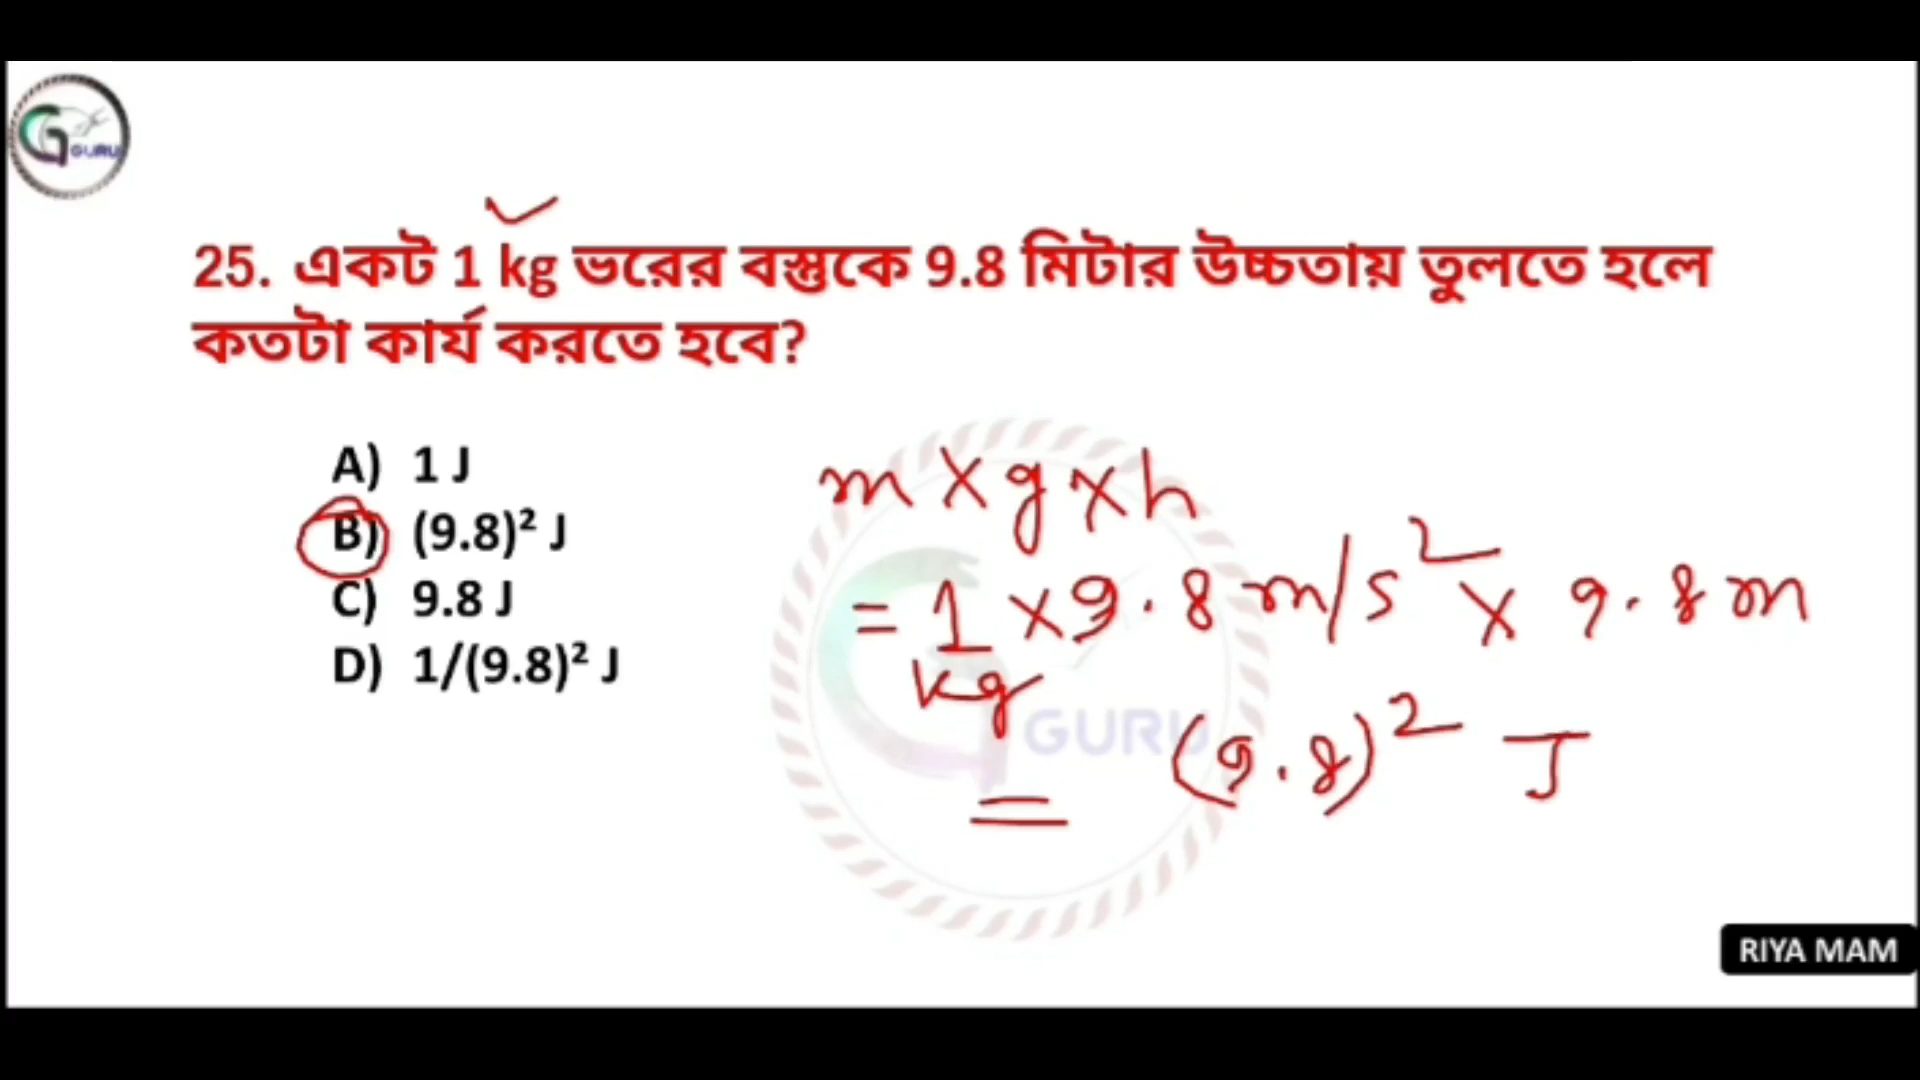 GURU
25. একট 1 kg ভরের বস্তুকে 9.8 মিটার উচ্চতায় তুলতে হলে
কতটা কার্য করতে হবে?
A) 1 J
B) (9.8)² J
C) 9.8 J
D) 1/(9.8)² J
m × g × h
= 1 kg × 9.8 m/s² × 9.8 m
= (9.8)² J
GURU
RIYA MAM